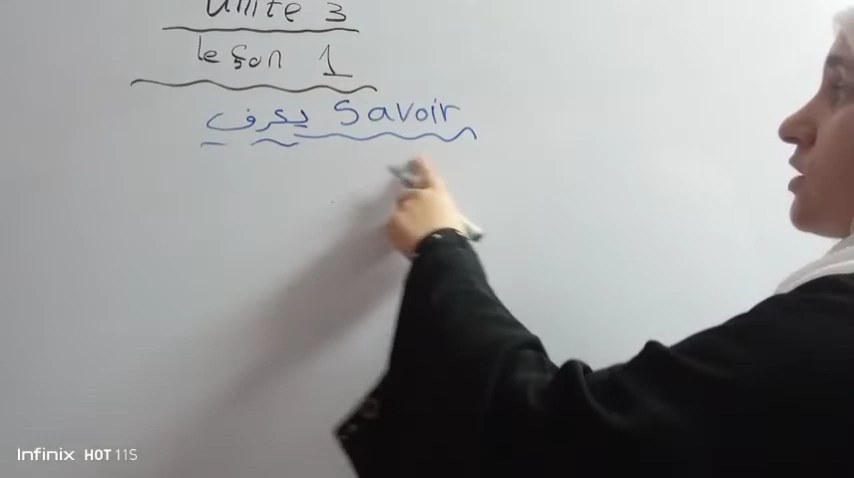 Unite 3
leçon 1
يعرف Savoir
Infinix HOT 11S